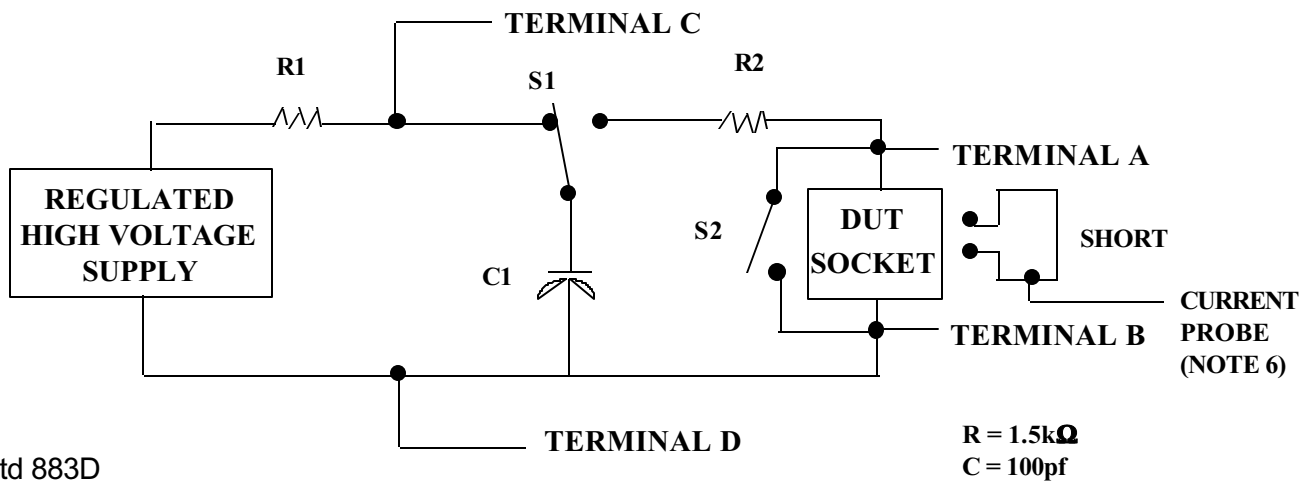 TERMINAL C
R1
S1
R2
TERMINAL A
REGULATED
HIGH VOLTAGE
SUPPLY
S2
DUT
SOCKET
SHORT
C1
CURRENT
PROBE
(NOTE 6)
TERMINAL B
TERMINAL D
R = 1.5kΩ
C = 100pf
td 883D